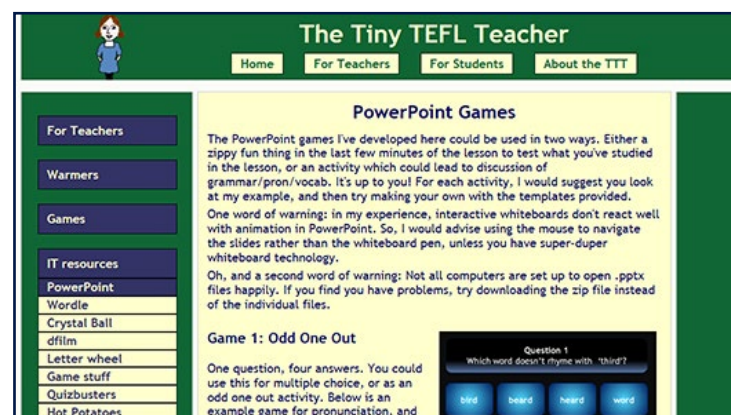 The Tiny TEFL Teacher
Home For Teachers For Students About the TTT
For Teachers
Warmers
Games
IT resources
PowerPoint
Wordle
Crystal Ball
dfilm
Letter wheel
Game stuff
Quizbusters
Hot Potatoes
PowerPoint Games
The PowerPoint games I've developed here could be used in two ways. Either a
zippy fun thing in the last few minutes of the lesson to test what you've studied
in the lesson, or an activity which could lead to discussion of
grammar/pron/vocab. It's up to you! For each activity, I would suggest you look
at my example, and then try making your own with the templates provided.
One word of warning: in my experience, interactive whiteboards don't react well
with animation in PowerPoint. So, I would advise using the mouse to navigate
the slides rather than the whiteboard pen, unless you have super-duper
whiteboard technology.
Oh, and a second word of warning: Not all computers are set up to open .pptx
files happily. If you find you have problems, try downloading the zip file instead
of the individual files.
Game 1: Odd One Out
One question, four answers. You could
use this for multiple choice, or as an
odd one out activity. Below is an
example game for pronunciation, and
Question 1
Which word doesn't rhyme with 'third'?
bird beard heard word